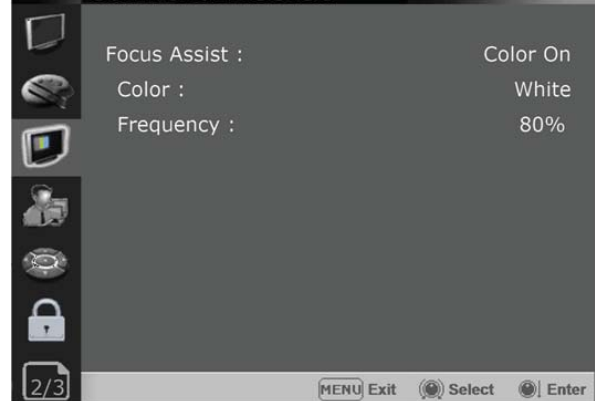 Focus Assist : Color On
Color : White
Frequency : 80%
2/3
MENU Exit Select Enter